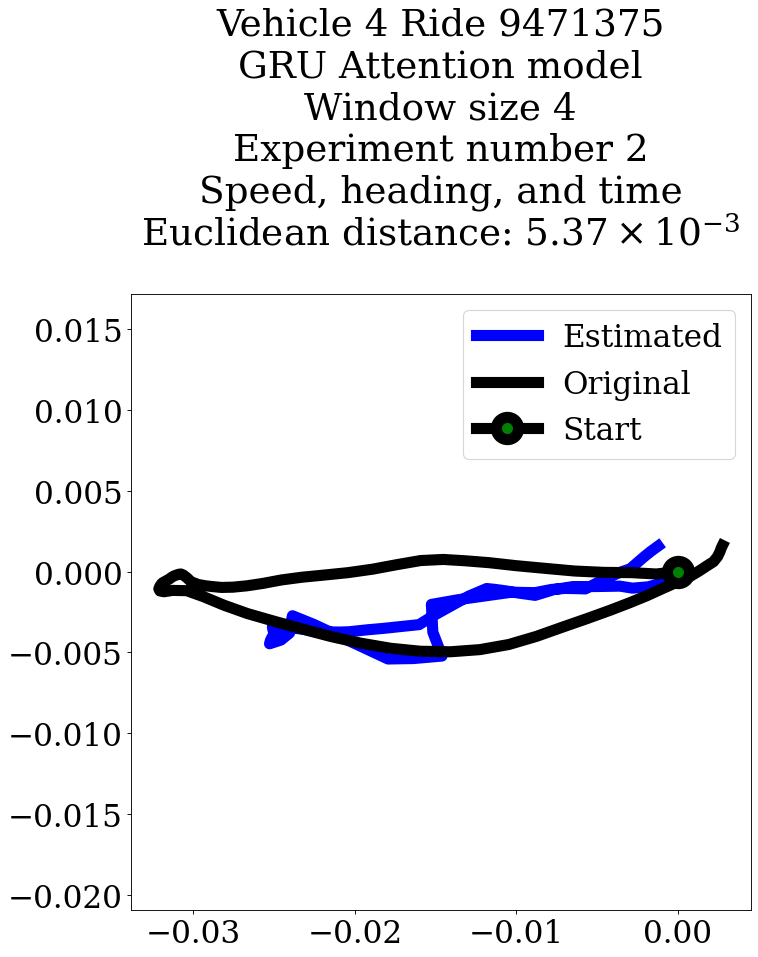 Vehicle 4 Ride 9471375
GRU Attention model
Window size 4
Experiment number 2
Speed, heading, and time
Euclidean distance: 5.37 × 10⁻³
Estimated
Original
Start
0.015
0.010
0.005
0.000
−0.005
−0.010
−0.015
−0.020
−0.03 −0.02 −0.01 0.00